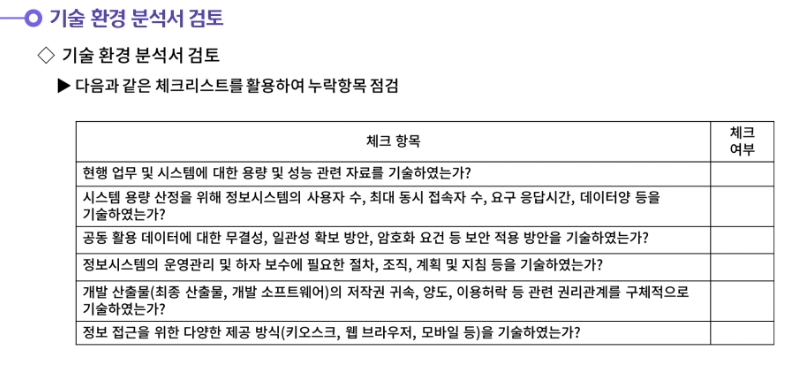 기술 환경 분석서 검토
◇ 기술 환경 분석서 검토
▶ 다음과 같은 체크리스트를 활용하여 누락항목 점검
체크 항목
체크
여부
현행 업무 및 시스템에 대한 용량 및 성능 관련 자료를 기술하였는가?
시스템 용량 산정을 위해 정보시스템의 사용자 수, 최대 동시 접속자 수, 요구 응답시간, 데이터양 등을
기술하였는가?
공동 활용 데이터에 대한 무결성, 일관성 확보 방안, 암호화 요건 등 보안 적용 방안을 기술하였는가?
정보시스템의 운영관리 및 하자 보수에 필요한 절차, 조직, 계획 및 지침 등을 기술하였는가?
개발 산출물(최종 산출물, 개발 소프트웨어)의 저작권 귀속, 양도, 이용허락 등 관련 권리관계를 구체적으로
기술하였는가?
정보 접근을 위한 다양한 제공 방식(키오스크, 웹 브라우저, 모바일 등)을 기술하였는가?